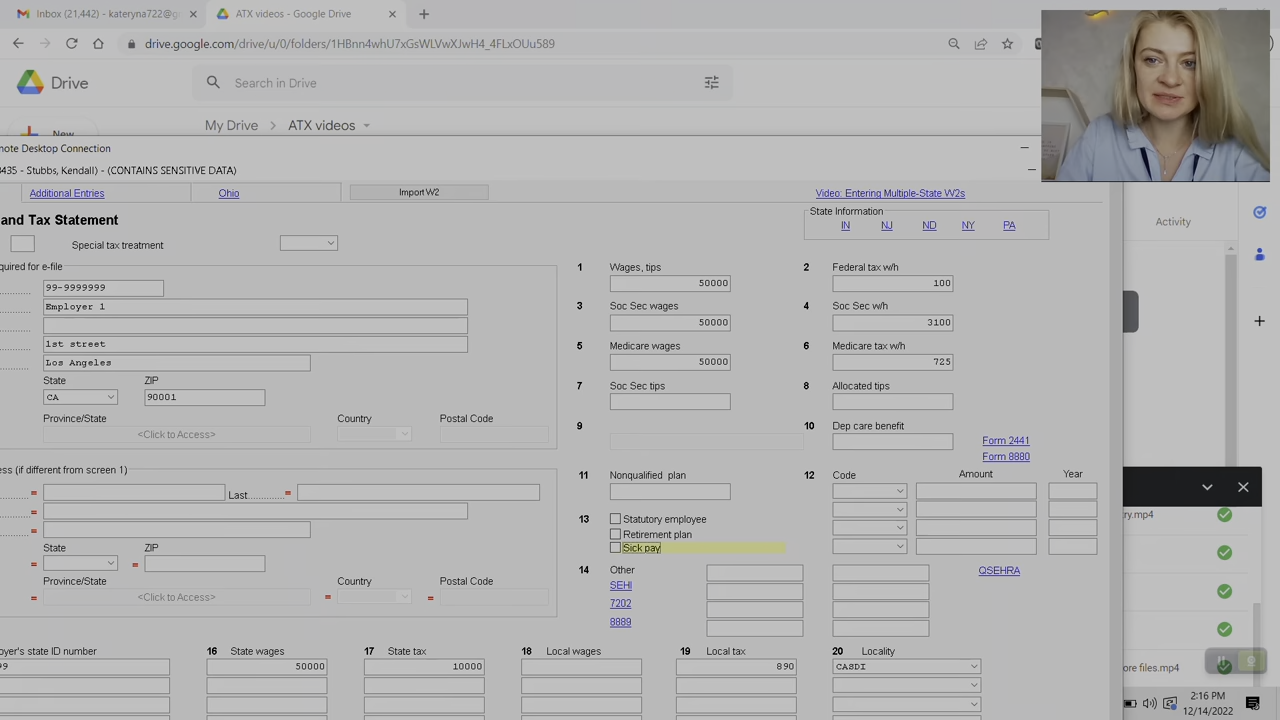 Inbox (21,442) - kateryna722@g
ATX videos - Google Drive
drive.google.com/drive/u/0/folders/1HBnn4whU7xGsWLVwXJwH4_4FLxOUu589
Drive
Search in Drive
New
My Drive > ATX videos
note Desktop Connection
8435 - Stubbs, Kendall) - (CONTAINS SENSITIVE DATA)
Additional Entries Ohio Import W2 Video: Entering Multiple-State W2s
Activity
and Tax Statement
State Information
IN NJ ND NY PA
Special tax treatment
quired for e-file
1 Wages, tips 2 Federal tax w/h
99-9999999 50000 100
Employer 1
3 Soc Sec wages 4 Soc Sec w/h
50000 3100
1st street
5 Medicare wages 6 Medicare tax w/h
Los Angeles 50000 725
State ZIP
7 Soc Sec tips 8 Allocated tips
CA 90001
Province/State Country Postal Code
9 10 Dep care benefit
<Click to Access>
Form 2441
Form 8880
ess (if different from screen 1)
11 Nonqualified plan 12 Code Amount Year
Last
13 Statutory employee
Retirement plan
Sick pay
State ZIP
14 Other QSEHRA
SEHI
7202
8889
Province/State Country Postal Code
<Click to Access>
try.mp4
oyer's state ID number 16 State wages 17 State tax 18 Local wages 19 Local tax 20 Locality
99 50000 10000 890 CASDI
ore files.mp4
2:16 PM
12/14/2022